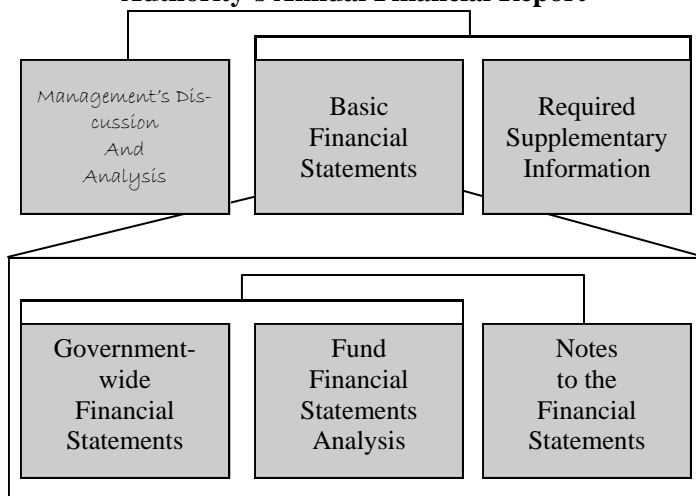 Authority's Annual Financial Report
Management's Dis-
cussion
And
Analysis
Basic
Financial
Statements
Required
Supplementary
Information
Government-
wide
Financial
Statements
Fund
Financial
Statements
Analysis
Notes
to the
Financial
Statements